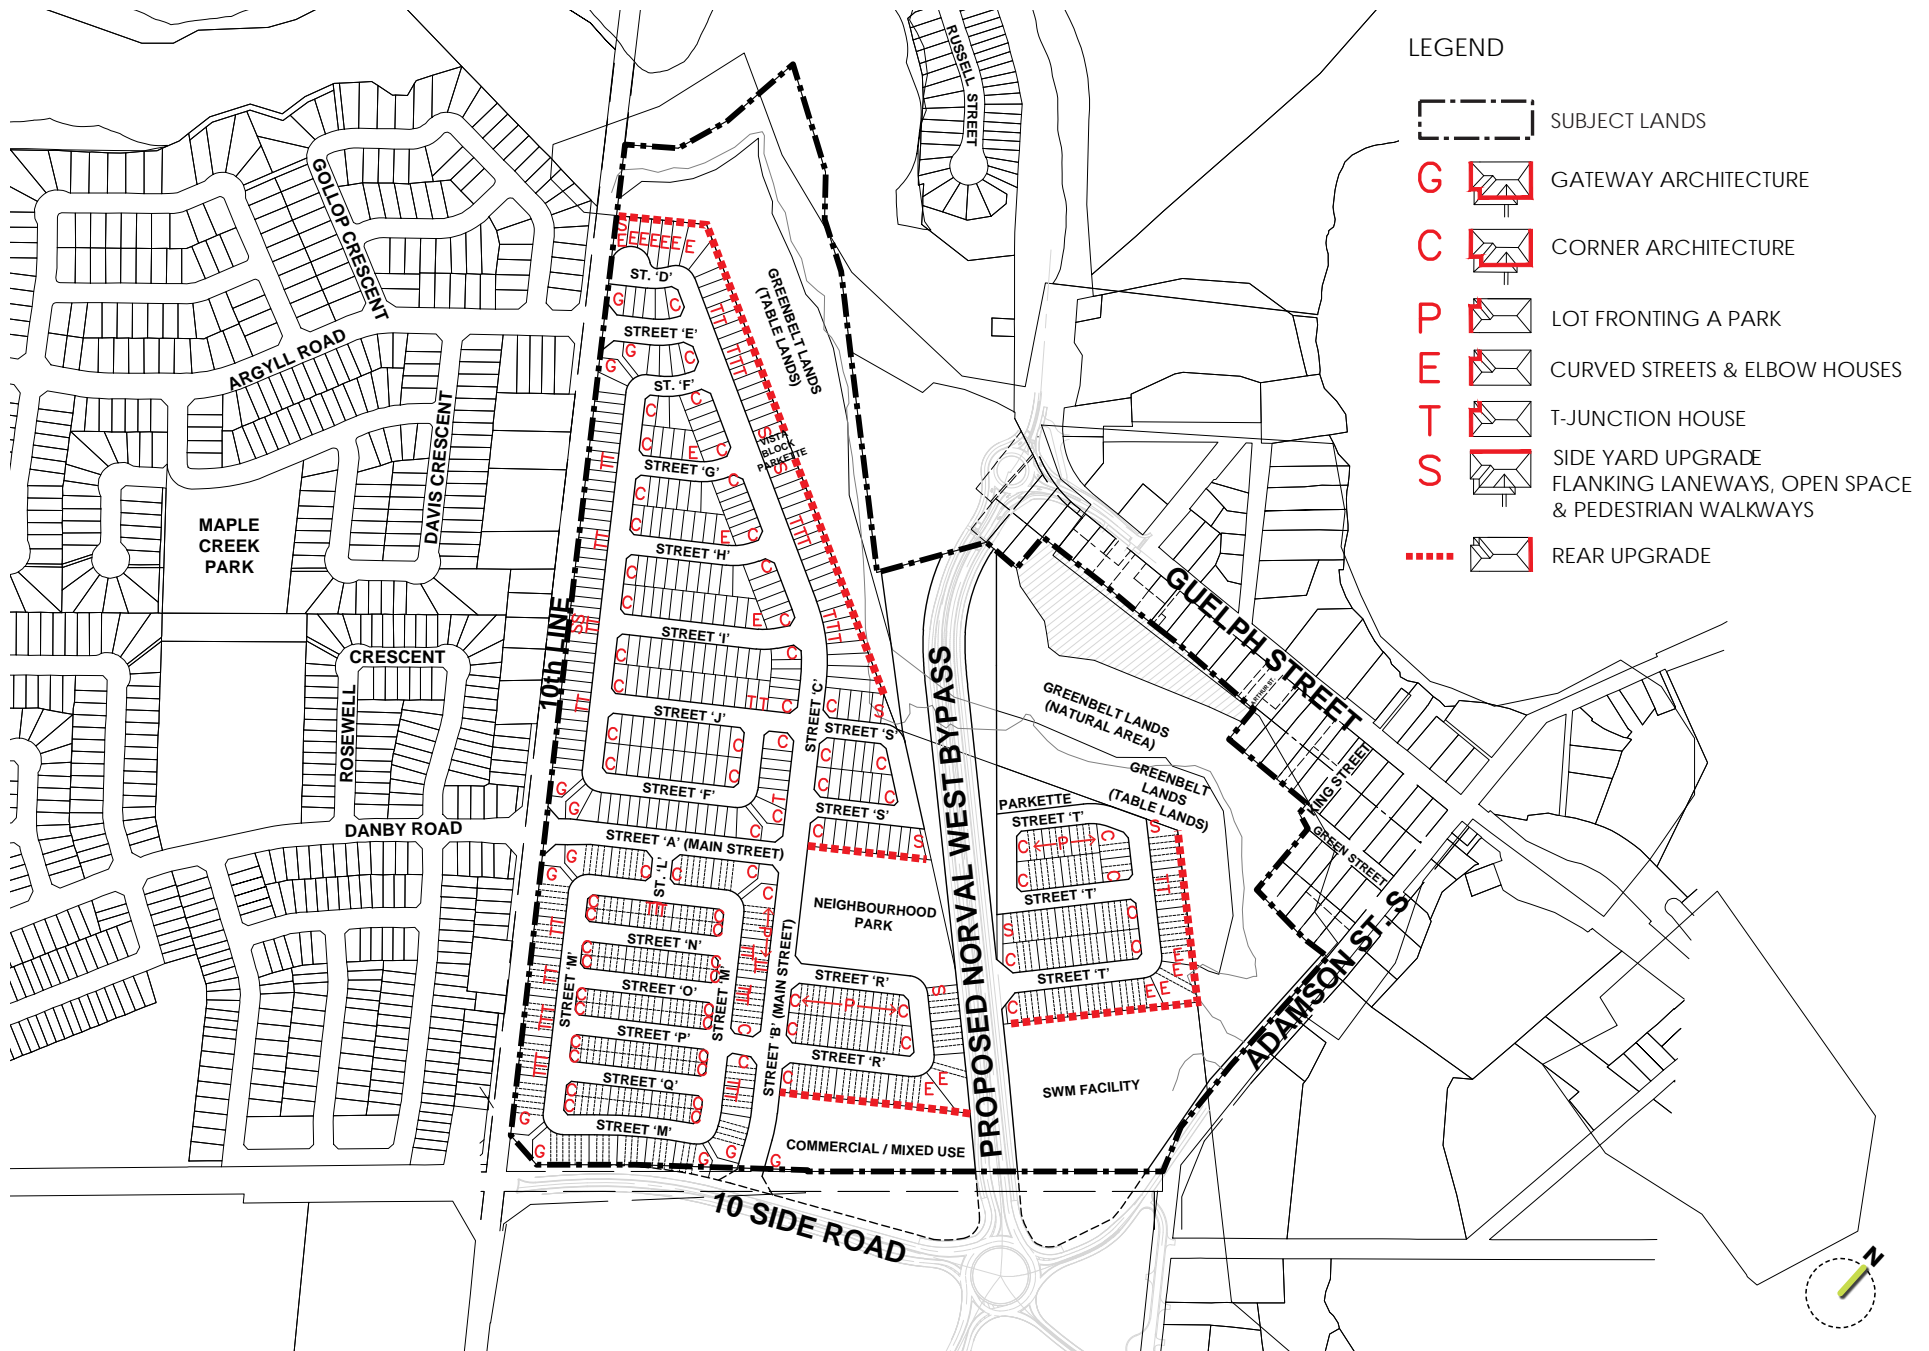 LEGEND
SUBJECT LANDS
G GATEWAY ARCHITECTURE
C CORNER ARCHITECTURE
P LOT FRONTING A PARK
E CURVED STREETS & ELBOW HOUSES
T T-JUNCTION HOUSE
S SIDE YARD UPGRADE
FLANKING LANEWAYS, OPEN SPACE
& PEDESTRIAN WALKWAYS
REAR UPGRADE
RUSSELL STREET
GOLLOP CRESCENT
ARGYLL ROAD
DAVIS CRESCENT
MAPLE
CREEK
PARK
10th LINE
CRESCENT
ROSEWELL
DANBY ROAD
S
E E E E E E E E
ST. 'D'
G C
STREET 'E'
G G C
ST. 'F'
C C
C E C
STREET 'G'
C C
C E C
STREET 'H'
C C
C E C
STREET 'I'
C C
C T T C
STREET 'J'
C C C
C C
STREET 'F'
G G C C T
STREET 'A' (MAIN STREET)
ST. 'L'
G G C C C C
STREET 'N'
STREET 'O'
STREET 'P'
STREET 'Q'
STREET 'M'
STREET 'M'
STREET 'M'
STREET 'B' (MAIN STREET)
STREET 'C'
GREENBELT LANDS
(TABLE LANDS)
VISTA
BLOCK
PARKETTE
C S
STREET 'S'
C C
C C
STREET 'S'
C S
NEIGHBOURHOOD
PARK
STREET 'R'
C P C
C C
STREET 'R'
C E E
COMMERCIAL / MIXED USE
G G G G G
PROPOSED NORVAL WEST BYPASS
GREENBELT LANDS
(NATURAL AREA)
GREENBELT
LANDS
(TABLE LANDS)
PARKETTE
STREET 'T'
C P C
C C
STREET 'T'
S C
C C
STREET 'T'
C E E E E
SWM FACILITY
GUELPH STREET
ARTHUR ST.
KING STREET
GREEN STREET
ADAMSON ST. S
10 SIDE ROAD
N